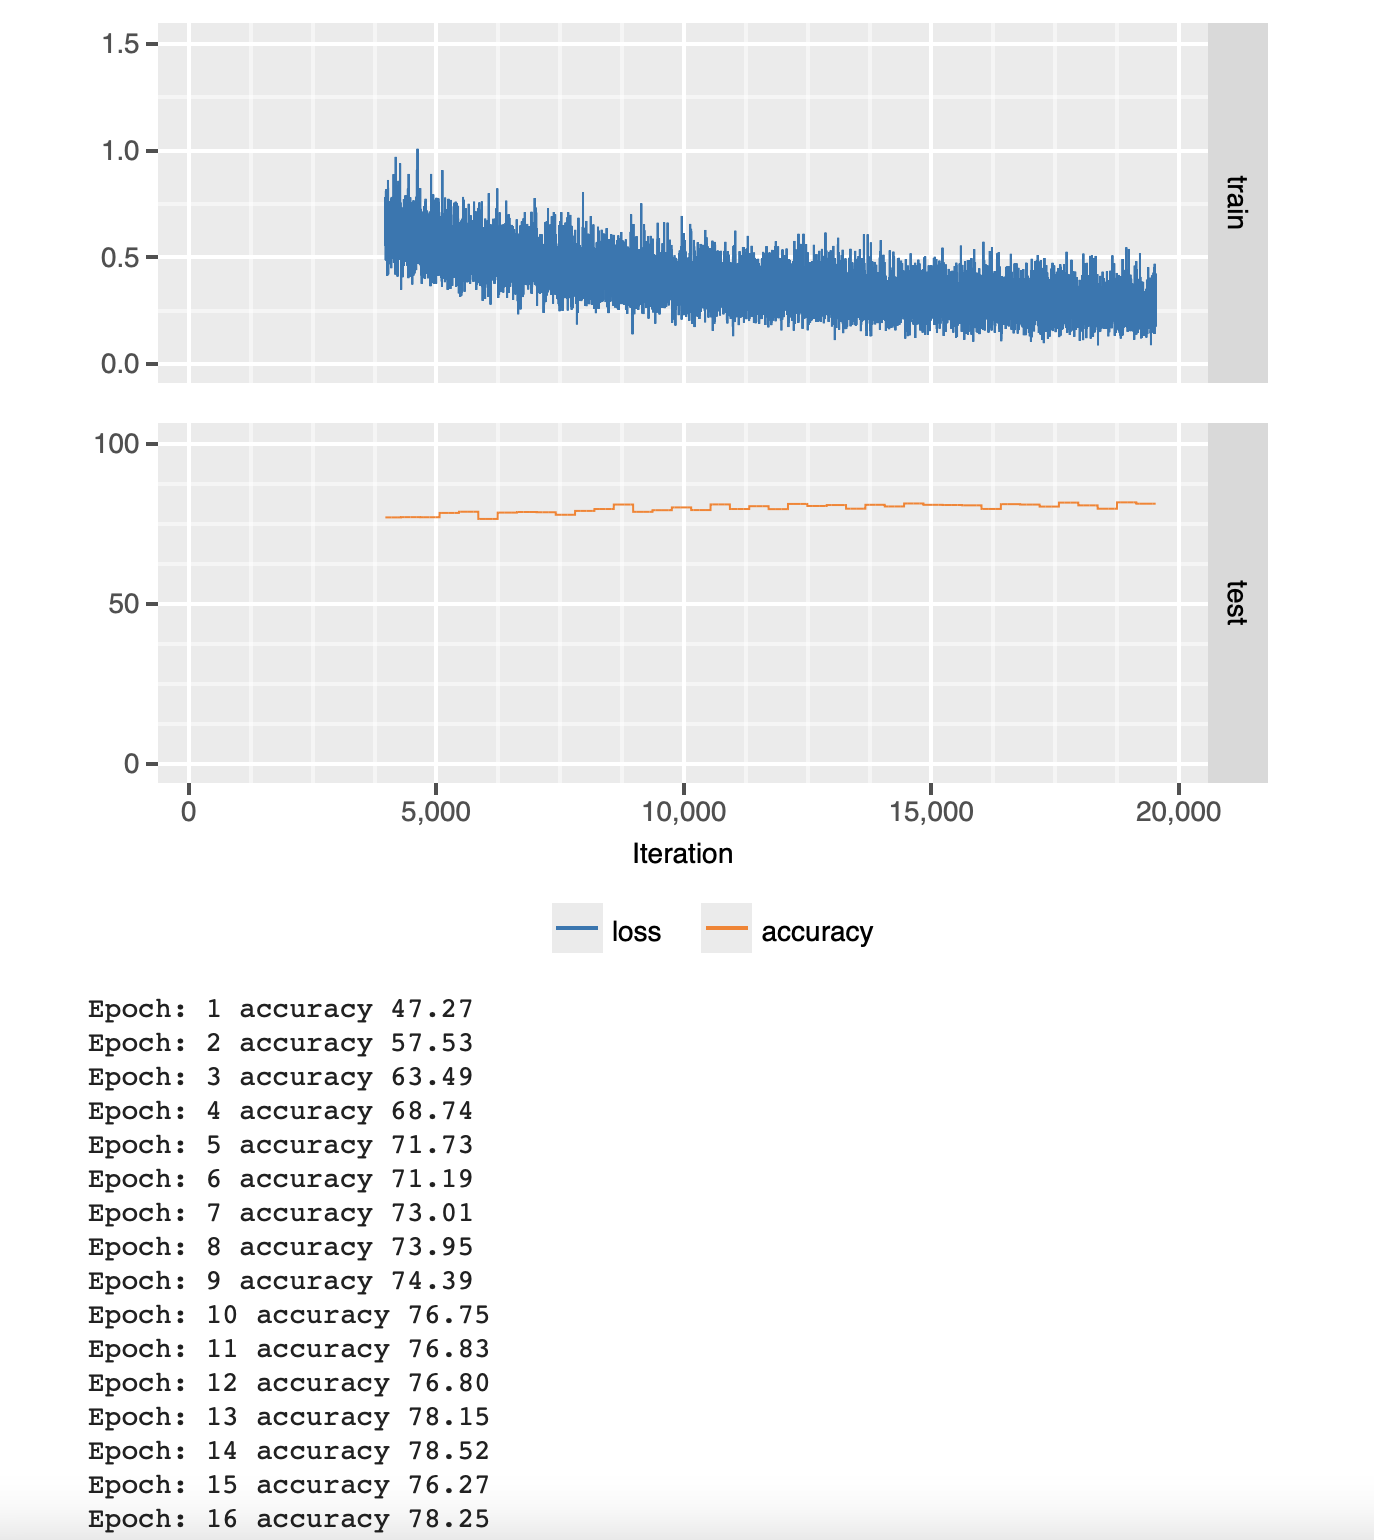 1.5
1.0
0.5
0.0
train
100
50
0
test
0 5,000 10,000 15,000 20,000
Iteration
loss accuracy
Epoch: 1 accuracy 47.27
Epoch: 2 accuracy 57.53
Epoch: 3 accuracy 63.49
Epoch: 4 accuracy 68.74
Epoch: 5 accuracy 71.73
Epoch: 6 accuracy 71.19
Epoch: 7 accuracy 73.01
Epoch: 8 accuracy 73.95
Epoch: 9 accuracy 74.39
Epoch: 10 accuracy 76.75
Epoch: 11 accuracy 76.83
Epoch: 12 accuracy 76.80
Epoch: 13 accuracy 78.15
Epoch: 14 accuracy 78.52
Epoch: 15 accuracy 76.27
Epoch: 16 accuracy 78.25